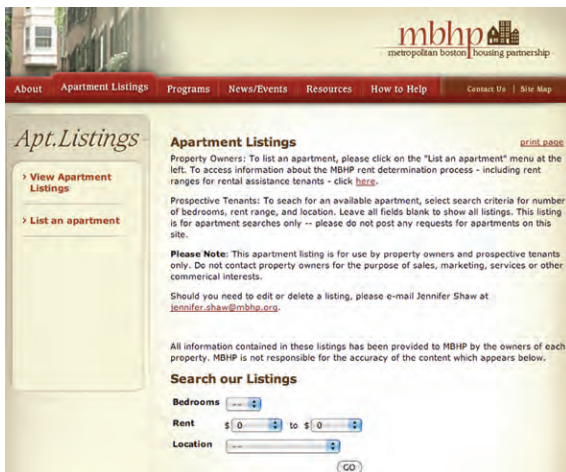 mbhp
metropolitan boston housing partnership
About Apartment Listings Programs News/Events Resources How to Help Contact Us | Site Map
Apt.Listings
› View Apartment
Listings
› List an apartment
Apartment Listings print page
Property Owners: To list an apartment, please click on the "List an apartment" menu at the
left. To access information about the MBHP rent determination process - including rent
ranges for rental assistance tenants - click here.
Prospective Tenants: To seach for an available apartment, select search criteria for number
of bedrooms, rent range, and location. Leave all fields blank to show all listings. This listing
is for apartment searches only -- please do not post any requests for apartments on this
site.
Please Note: This apartment listing is for use by property owners and prospective tenants
only. Do not contact property owners for the purpose of sales, marketing, services or other
commerical interests.
Should you need to edit or delete a listing, please e-mail Jennifer Shaw at
jennifer.shaw@mbhp.org.
All information contained in these listings has been provided to MBHP by the owners of each
property. MBHP is not responsible for the accuracy of the content which appears below.
Search our Listings
Bedrooms --
Rent $ 0 to $ 0
Location --
GO